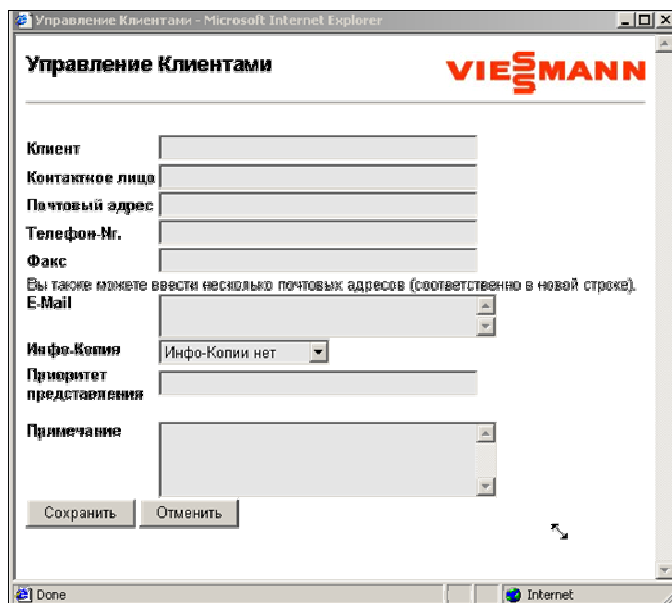 Управление Клиентами - Microsoft Internet Explorer
Управление Клиентами
VIESSMANN
Клиент
Контактное лицо
Почтовый адрес
Телефон-Nr.
Факс
Вы также можете ввести несколько почтовых адресов (соответственно в новой строке).
E-Mail
Инфо-Копия
Инфо-Копии нет
Приоритет
представления
Примечание
Сохранить Отменить
Done Internet